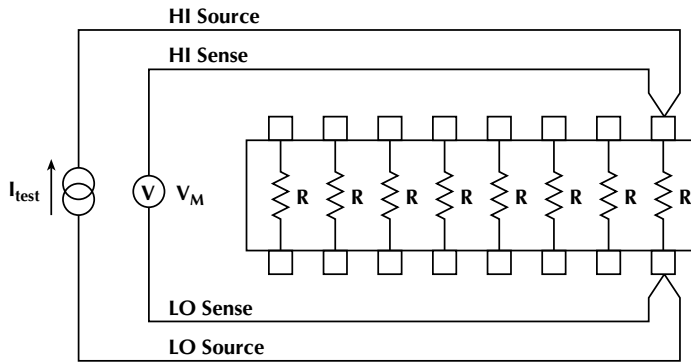 HI Source
HI Sense
I_test
V
V_M
R R R R R R R R
LO Sense
LO Source